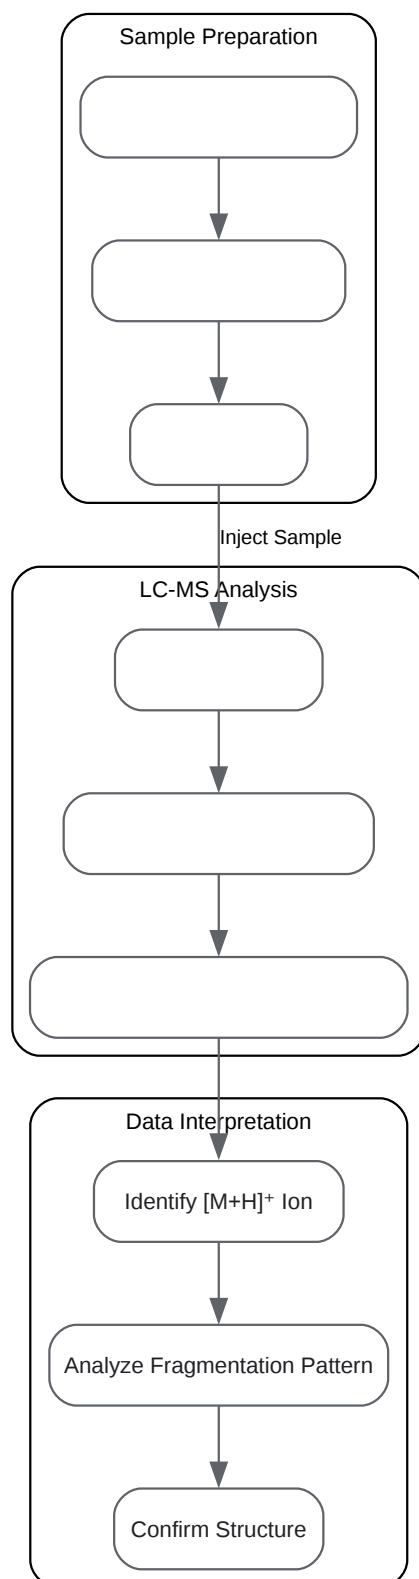 Sample Preparation
Inject Sample
LC-MS Analysis
Data Interpretation
Identify [M+H]⁺ Ion
Analyze Fragmentation Pattern
Confirm Structure